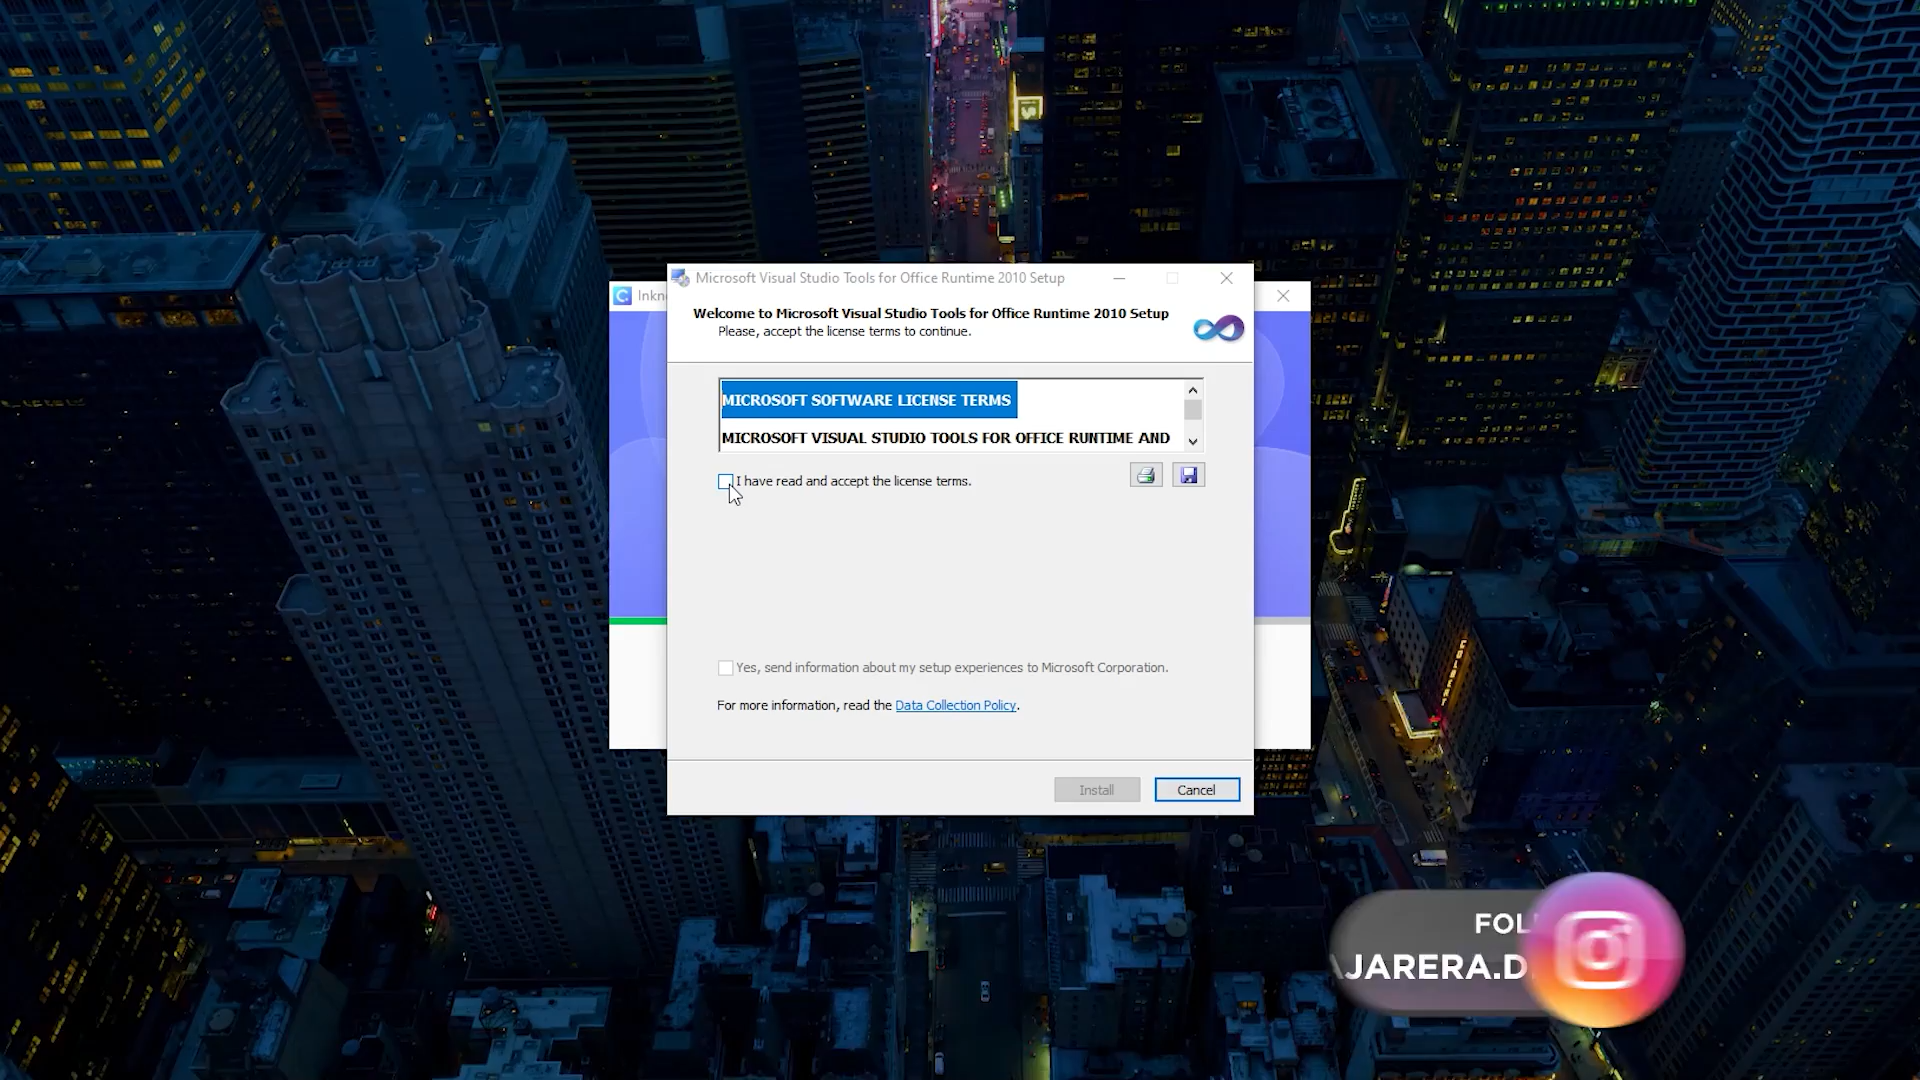 Microsoft Visual Studio Tools for Office Runtime 2010 Setup
Welcome to Microsoft Visual Studio Tools for Office Runtime 2010 Setup
Please, accept the license terms to continue.
MICROSOFT SOFTWARE LICENSE TERMS
MICROSOFT VISUAL STUDIO TOOLS FOR OFFICE RUNTIME AND
I have read and accept the license terms.
Yes, send information about my setup experiences to Microsoft Corporation.
For more information, read the Data Collection Policy.
Install
Cancel